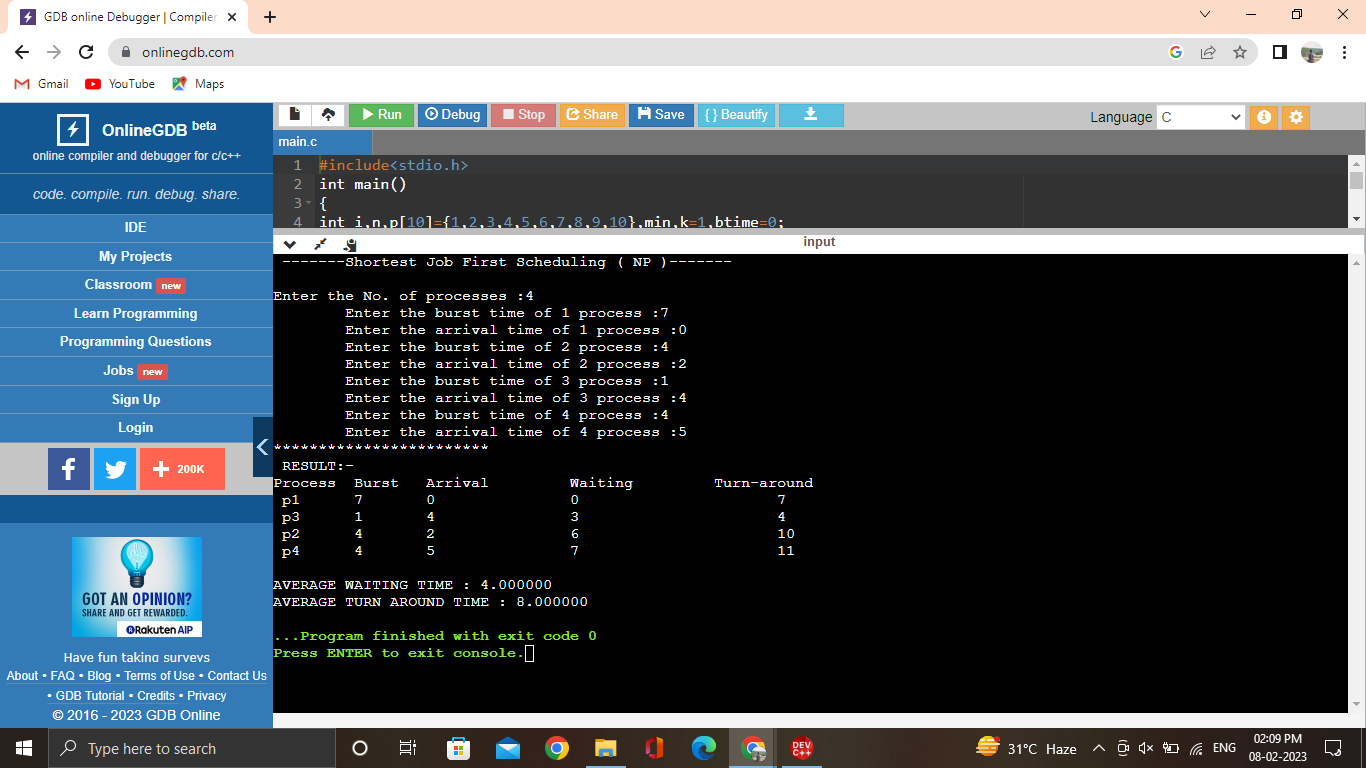 GDB online Debugger | Compiler
onlinegdb.com
Gmail YouTube Maps
OnlineGDB beta
online compiler and debugger for c/c++
code. compile. run. debug. share.
IDE
My Projects
Classroom new
Learn Programming
Programming Questions
Jobs new
Sign Up
Login
200K
GOT AN OPINION?
SHARE AND GET REWARDED.
Rakuten AIP
Have fun taking surveys
About • FAQ • Blog • Terms of Use • Contact Us
• GDB Tutorial • Credits • Privacy
© 2016 - 2023 GDB Online
Run Debug Stop Share Save {} Beautify
Language C
main.c
1 #include<stdio.h>
2 int main()
3 {
4 int i,n,p[10]={1,2,3,4,5,6,7,8,9,10},min,k=1,btime=0;
input
-------Shortest Job First Scheduling ( NP )-------
Enter the No. of processes :4
Enter the burst time of 1 process :7
Enter the arrival time of 1 process :0
Enter the burst time of 2 process :4
Enter the arrival time of 2 process :2
Enter the burst time of 3 process :1
Enter the arrival time of 3 process :4
Enter the burst time of 4 process :4
Enter the arrival time of 4 process :5
************************
RESULT:-
Process Burst Arrival Waiting Turn-around
p1 7 0 0 7
p3 1 4 3 4
p2 4 2 6 10
p4 4 5 7 11
AVERAGE WAITING TIME : 4.000000
AVERAGE TURN AROUND TIME : 8.000000
...Program finished with exit code 0
Press ENTER to exit console.
Type here to search
DEV C++
31°C Haze
ENG
02:09 PM
08-02-2023